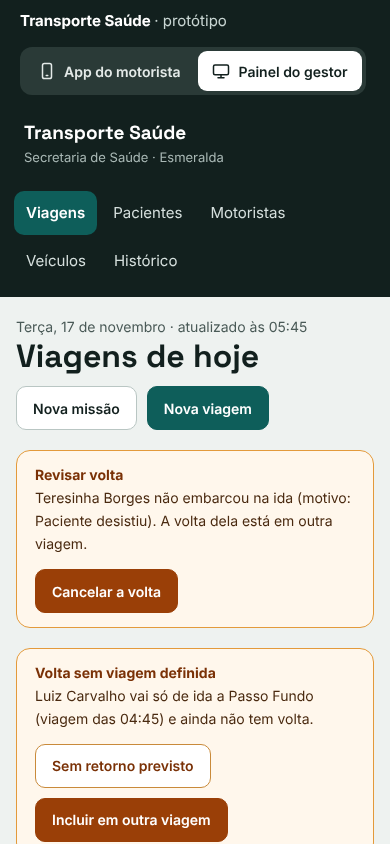 Transporte Saúde · protótipo
App do motorista
Painel do gestor
Transporte Saúde
Secretaria de Saúde · Esmeralda
Viagens
Pacientes
Motoristas
Veículos
Histórico
Terça, 17 de novembro · atualizado às 05:45
Viagens de hoje
Nova missão
Nova viagem
Revisar volta
Teresinha Borges não embarcou na ida (motivo:
Paciente desistiu). A volta dela está em outra
viagem.
Cancelar a volta
Volta sem viagem definida
Luiz Carvalho vai só de ida a Passo Fundo
(viagem das 04:45) e ainda não tem volta.
Sem retorno previsto
Incluir em outra viagem